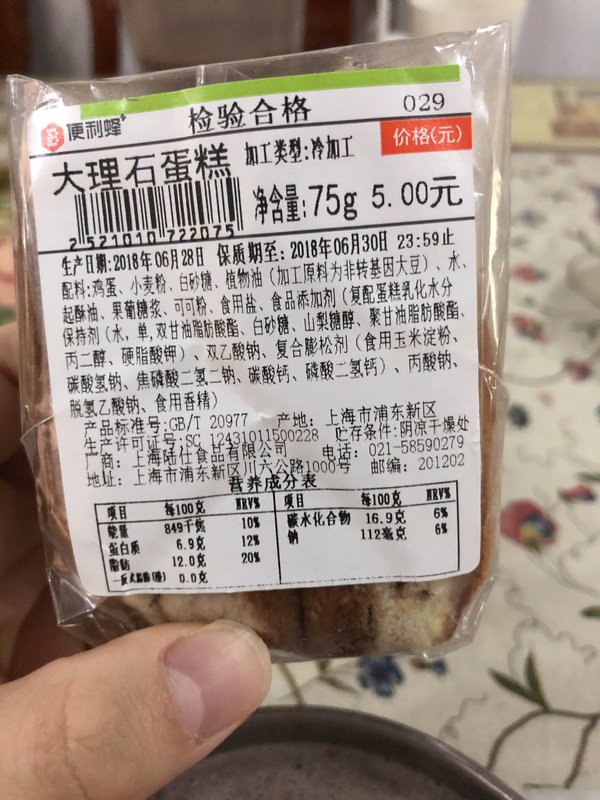 便利蜂 检验合格 029
价格(元)
大理石蛋糕 加工类型:冷加工
净含量:75g 5.00元
2521010722075
生产日期:2018年06月28日 保质期至:2018年06月30日 23:59止
配料:鸡蛋、小麦粉、白砂糖、植物油（加工原料为非转基因大豆）、水、
起酥油、果葡糖浆、可可粉、食用盐、食品添加剂（复配蛋糕乳化水分
保持剂（水，单,双甘油脂肪酸酯、白砂糖、山梨糖醇、聚甘油脂肪酸酯、
丙二醇、硬脂酸钾）、双乙酸钠、复合膨松剂（食用玉米淀粉、
碳酸氢钠、焦磷酸二氢二钠、碳酸钙、磷酸二氢钙）、丙酸钠、
脱氢乙酸钠、食用香精）
产品标准号:GB/T 20977 产地: 上海市浦东新区
生产许可证号:SC 12431011500228 贮存条件:阴凉干燥处
厂商: 上海陆仕食品有限公司 电话: 021-58590279
地址: 上海市浦东新区川六公路1000号 邮编: 201202
营养成分表
项目 每100克 NRV% 项目 每100克 NRV%
能量 849千焦 10% 碳水化合物 16.9克 6%
蛋白质 6.9克 12% 钠 112毫克 6%
脂肪 12.0克 20%
0.0克